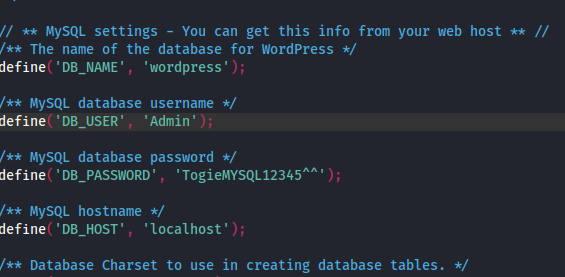 // ** MySQL settings - You can get this info from your web host ** //
/** The name of the database for WordPress */
define('DB_NAME', 'wordpress');
/** MySQL database username */
define('DB_USER', 'Admin');
/** MySQL database password */
define('DB_PASSWORD', 'TogieMYSQL12345^^');
/** MySQL hostname */
define('DB_HOST', 'localhost');
/** Database Charset to use in creating database tables. */